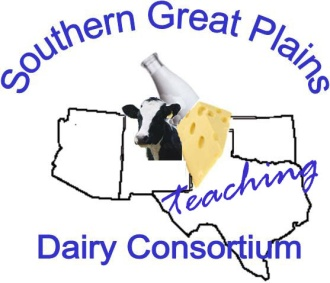 Southern Great Plains
teaching
Dairy Consortium